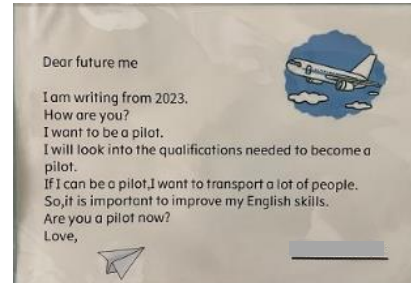 Dear future me
I am writing from 2023.
How are you?
I want to be a pilot.
I will look into the qualifications needed to become a
pilot.
If I can be a pilot,I want to transport a lot of people.
So,it is important to improve my English skills.
Are you a pilot now?
Love,